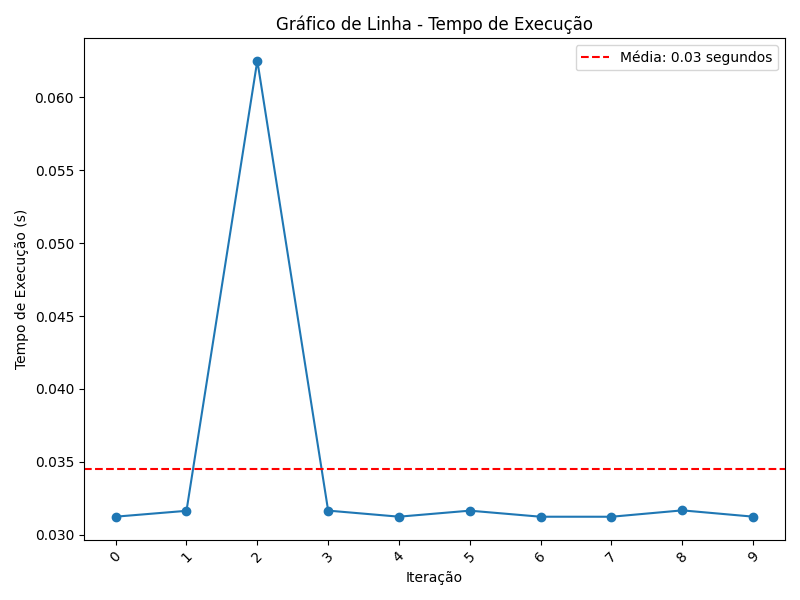 Gráfico de Linha - Tempo de Execução
Média: 0.03 segundos
0.060
0.055
0.050
0.045
0.040
0.035
0.030
Tempo de Execução (s)
0 1 2 3 4 5 6 7 8 9
Iteração